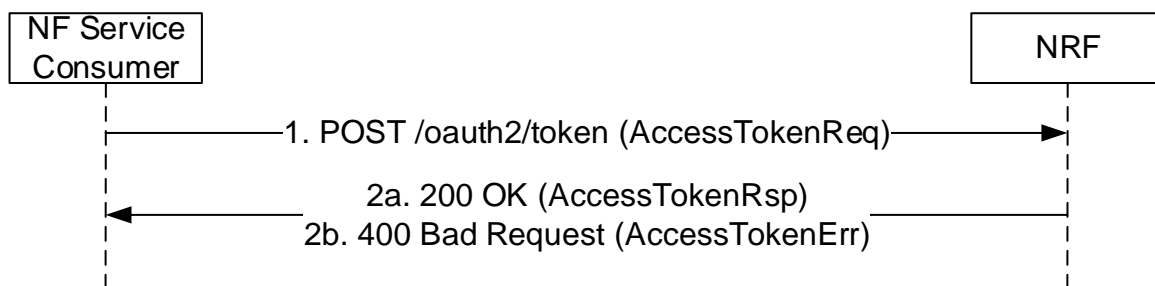 NF Service
Consumer
NRF
1. POST /oauth2/token (AccessTokenReq)
2a. 200 OK (AccessTokenRsp)
2b. 400 Bad Request (AccessTokenErr)